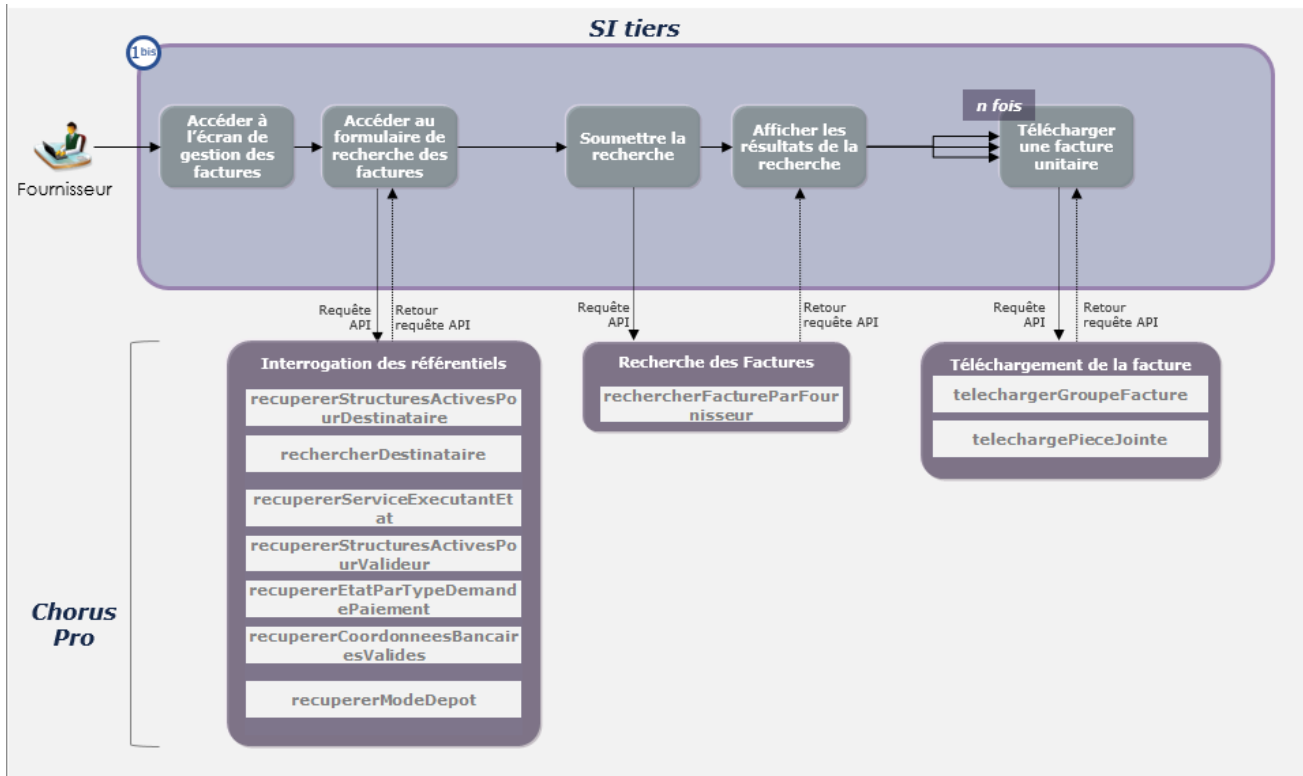 SI tiers
1 bis
Fournisseur
Accéder à
l'écran de
gestion des
factures
Accéder au
formulaire de
recherche des
factures
Soumettre la
recherche
Afficher les
résultats de la
recherche
n fois
Télécharger
une facture
unitaire
Requête
API
Retour
requête API
Requête
API
Retour
requête API
Requête
API
Retour
requête API
Chorus
Pro
Interrogation des référentiels
recupererStructuresActivesPo
urDestinataire
rechercherDestinataire
recupererServiceExecutantEt
at
recupererStructuresActivesPo
urValideur
recupererEtatParTypeDemand
ePaiement
recupererCoordonneesBancair
esValides
recupererModeDepot
Recherche des Factures
rechercherFactureParFour
nisseur
Téléchargement de la facture
telechargerGroupeFacture
telechargePieceJointe